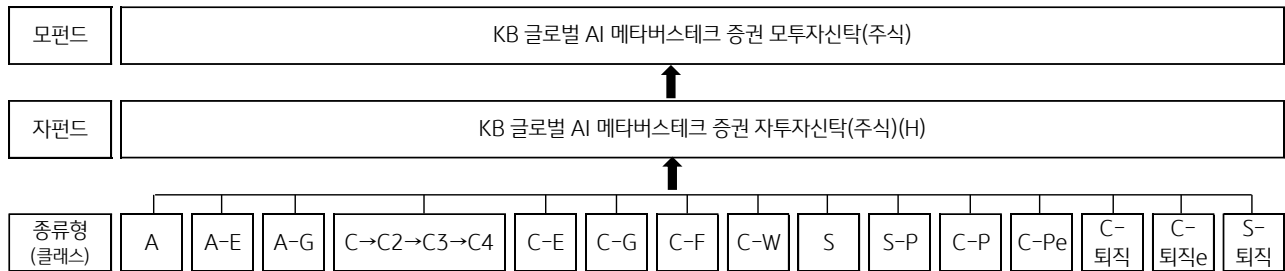 모펀드
KB 글로벌 AI 메타버스테크 증권 모투자신탁(주식)
자펀드
KB 글로벌 AI 메타버스테크 증권 자투자신탁(주식)(H)
종류형
(클래스)
A
A-E
A-G
C→C2→C3→C4
C-E
C-G
C-F
C-W
S
S-P
C-P
C-Pe
C-
퇴직
C-
퇴직e
S-
퇴직